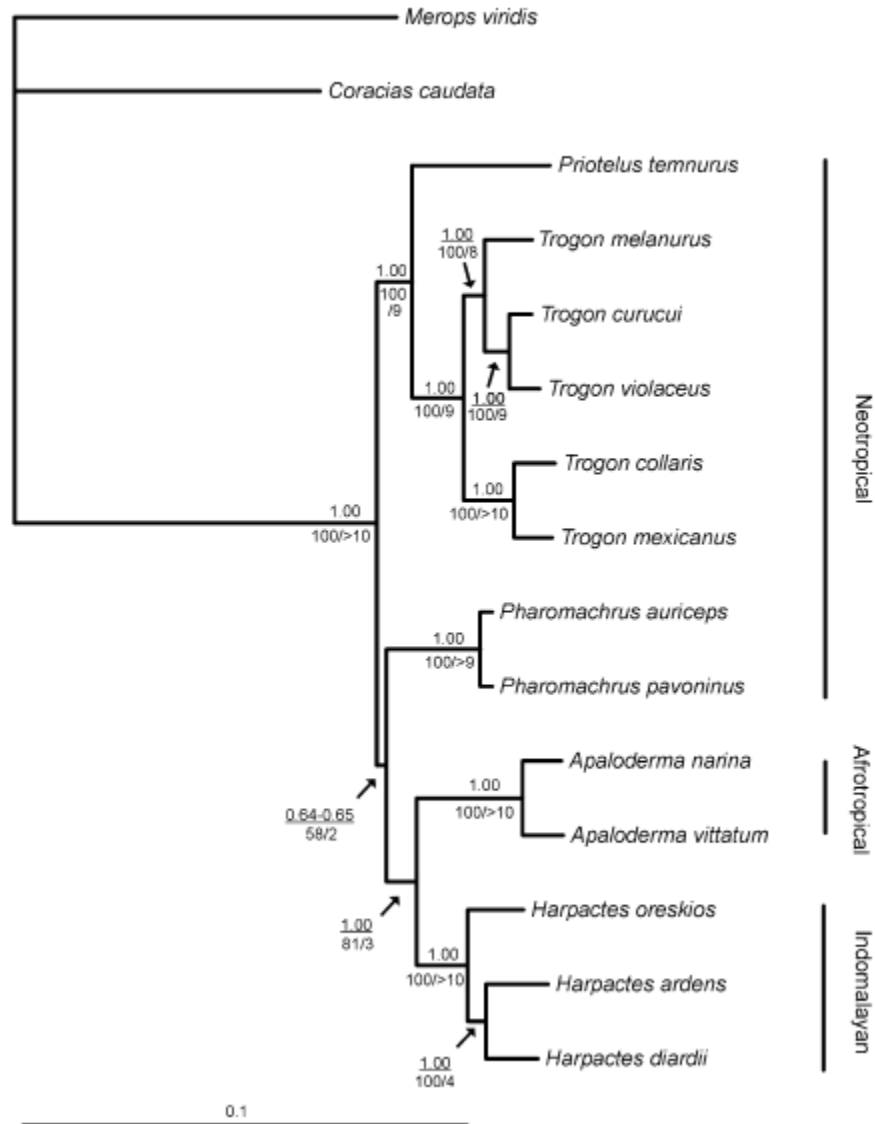 Merops viridis
Coracias caudata
Priotelus temnurus
1.00
100/8
Trogon melanurus
1.00
100
/9
Trogon curucui
1.00
100/9
1.00
100/9
Trogon violaceus
Trogon collaris
1.00
100/>10
Trogon mexicanus
Neotropical
1.00
100/>10
Pharomachrus auriceps
1.00
100/>9
Pharomachrus pavoninus
Apaloderma narina
1.00
100/>10
Apaloderma vittatum
Afrotropical
0.64-0.65
58/2
Harpactes oreskios
1.00
81/3
1.00
100/>10
Harpactes ardens
Indomalayan
1.00
100/4
Harpactes diardii
0.1